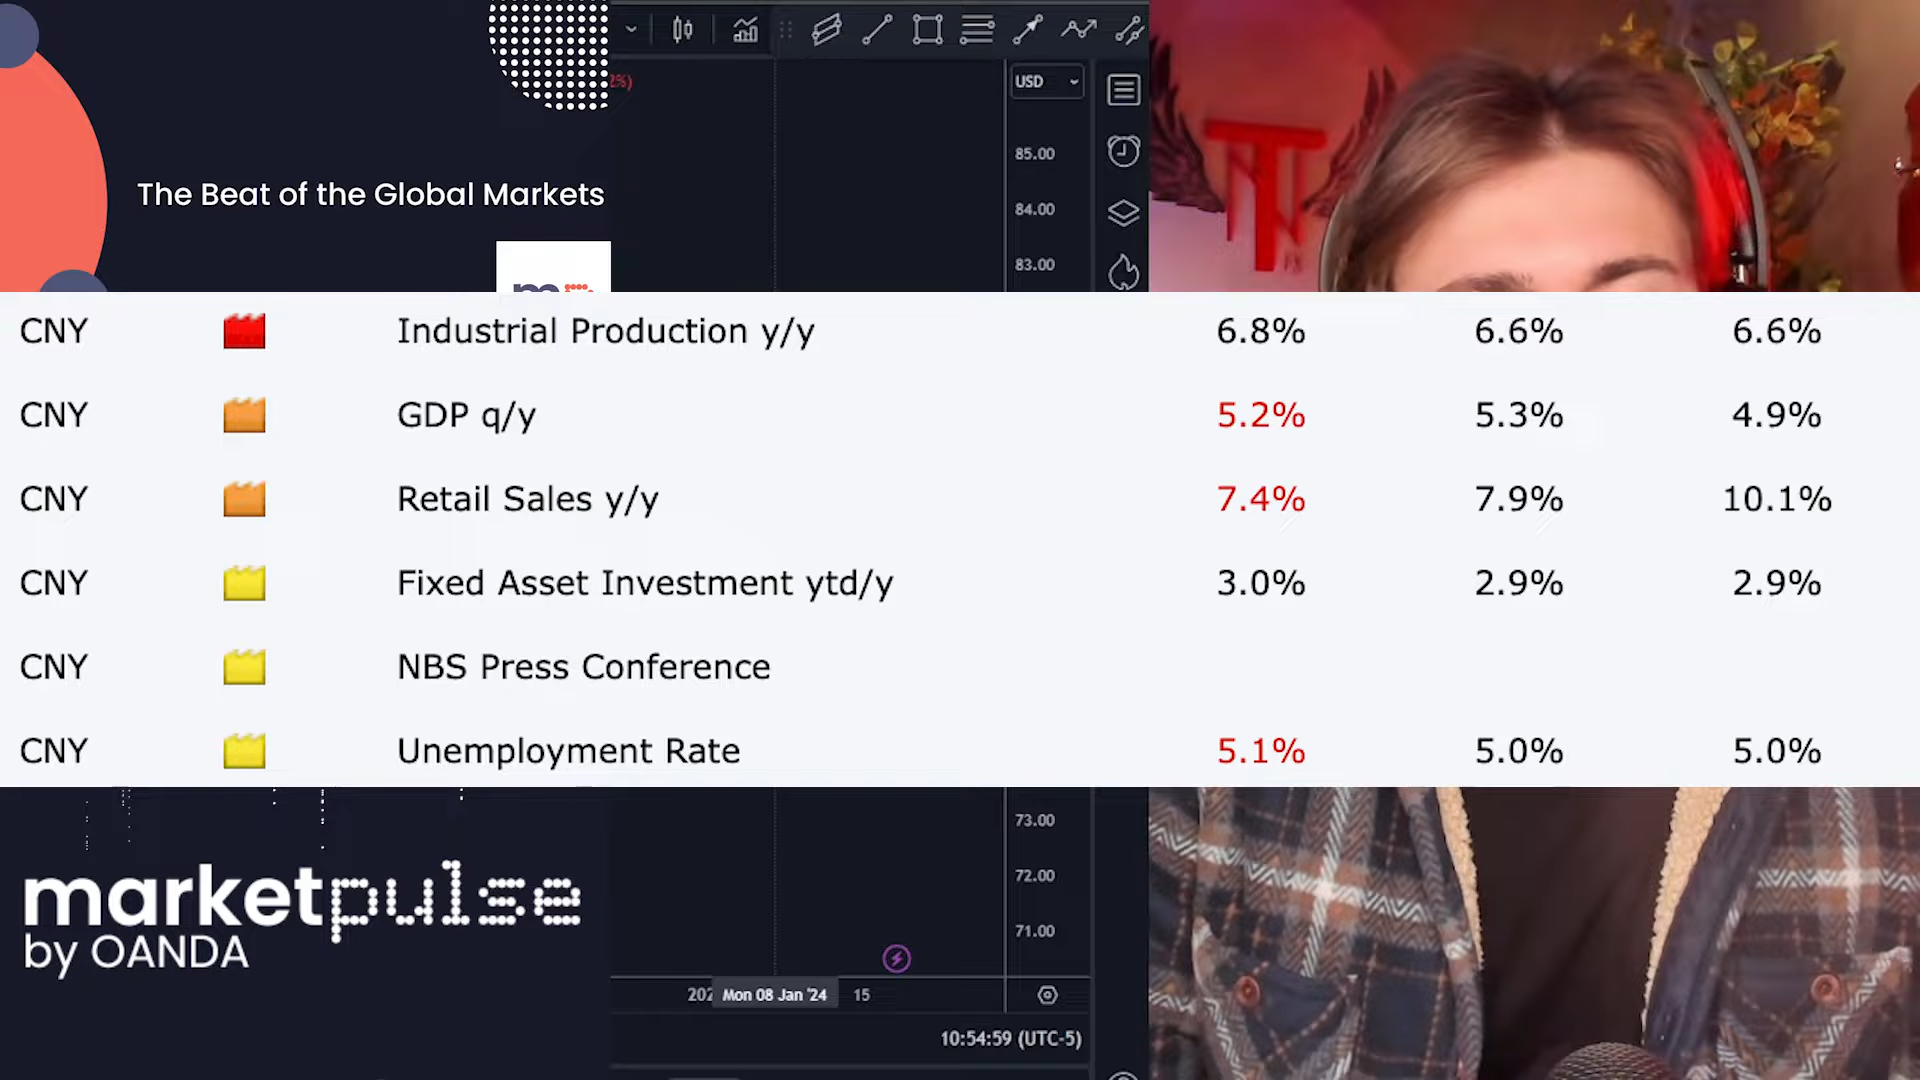 USD
2%)
85.00
The Beat of the Global Markets
84.00
83.00
CNY Industrial Production y/y 6.8% 6.6% 6.6%
CNY GDP q/y 5.2% 5.3% 4.9%
CNY Retail Sales y/y 7.4% 7.9% 10.1%
CNY Fixed Asset Investment ytd/y 3.0% 2.9% 2.9%
CNY NBS Press Conference
CNY Unemployment Rate 5.1% 5.0% 5.0%
73.00
72.00
marketpulse
by OANDA
71.00
202 Mon 08 Jan '24 15
10:54:59 (UTC-5)